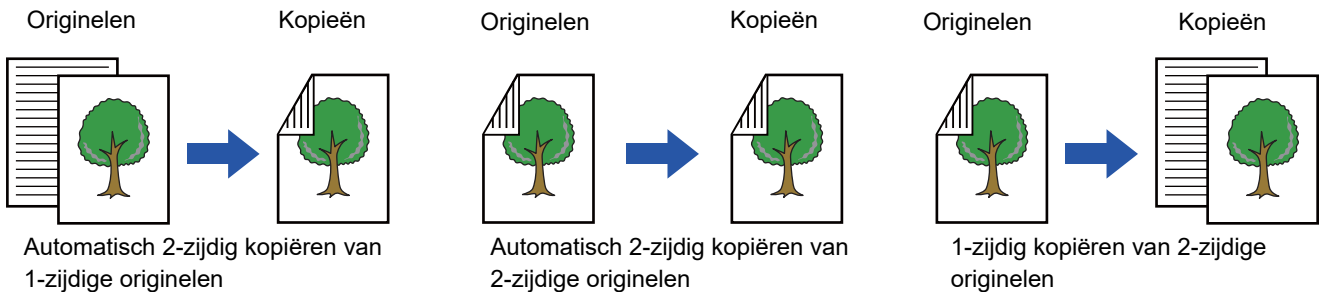 Originelen
Kopieën
Originelen
Kopieën
Originelen
Kopieën
Automatisch 2-zijdig kopiëren van
1-zijdige originelen
Automatisch 2-zijdig kopiëren van
2-zijdige originelen
1-zijdig kopiëren van 2-zijdige
originelen